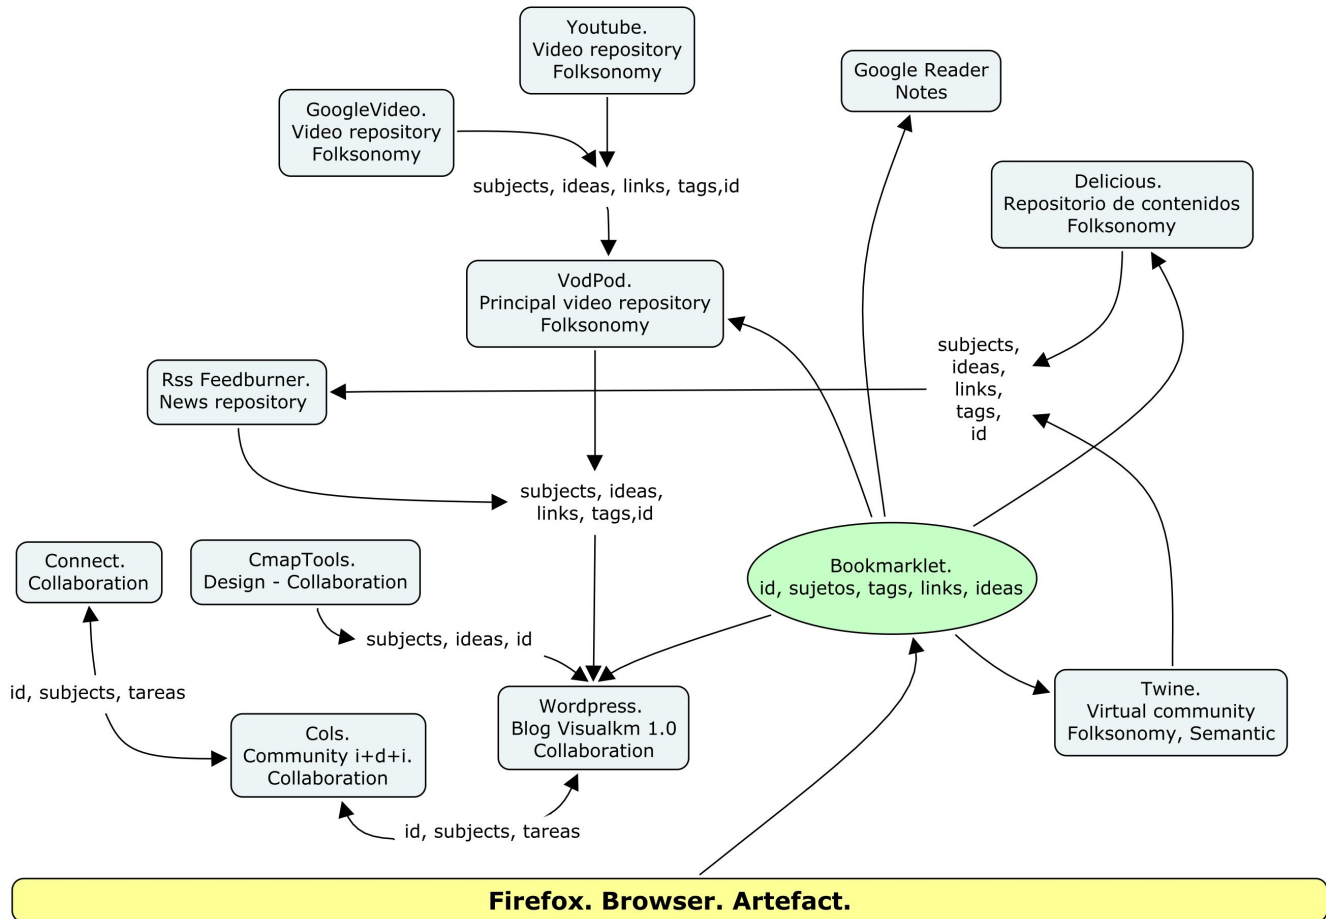 Youtube.
Video repository
Folksonomy
Google Reader
Notes
GoogleVideo.
Video repository
Folksonomy
subjects, ideas, links, tags,id
Delicious.
Repositorio de contenidos
Folksonomy
VodPod.
Principal video repository
Folksonomy
subjects,
ideas,
links,
tags,
id
Rss Feedburner.
News repository
subjects, ideas,
links, tags,id
Connect.
Collaboration
CmapTools.
Design - Collaboration
Bookmarklet.
id, sujetos, tags, links, ideas
subjects, ideas, id
id, subjects, tareas
Cols.
Community i+d+i.
Collaboration
Wordpress.
Blog Visualkm 1.0
Collaboration
Twine.
Virtual community
Folksonomy, Semantic
id, subjects, tareas
Firefox. Browser. Artefact.